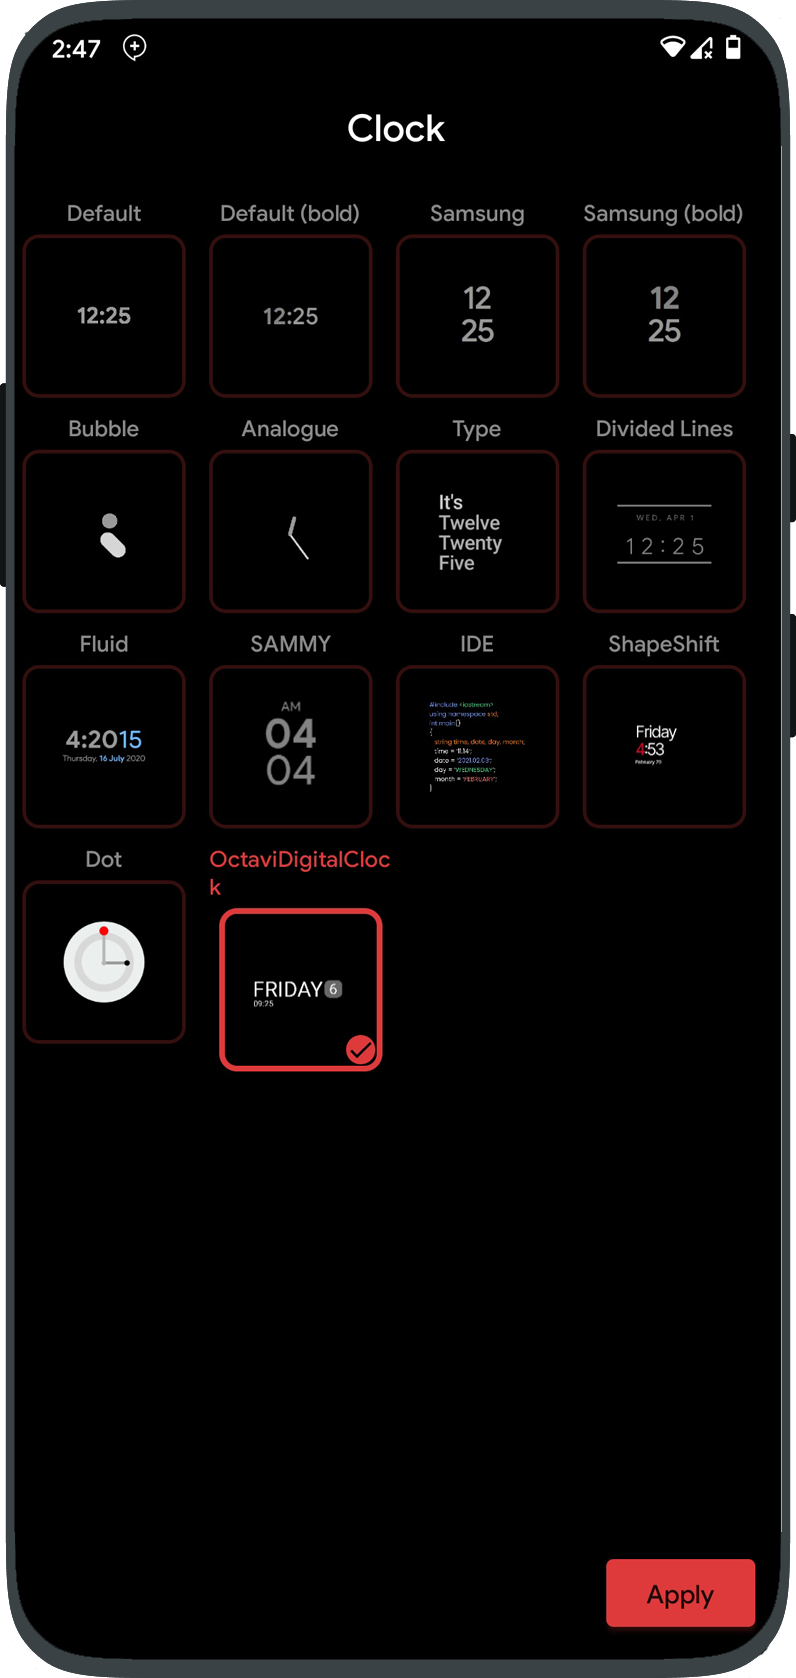 2:47
Clock
Default
Default (bold)
Samsung
Samsung (bold)
12:25
12:25
12
25
12
25
Bubble
Analogue
Type
Divided Lines
It's
Twelve
Twenty
Five
WED, APR 1
12:25
Fluid
SAMMY
IDE
ShapeShift
4:2015
Thursday, 16 July 2020
AM
04
04
#include <iostream>
using namespace std;
int main()
{
string time, date, day, month;
time = "11:14";
date = "2021.02.03";
day = "WEDNESDAY";
month = "FEBRUARY";
}
Friday
4:53
February 79
Dot
OctaviDigitalCloc
k
FRIDAY 6
09:25
Apply